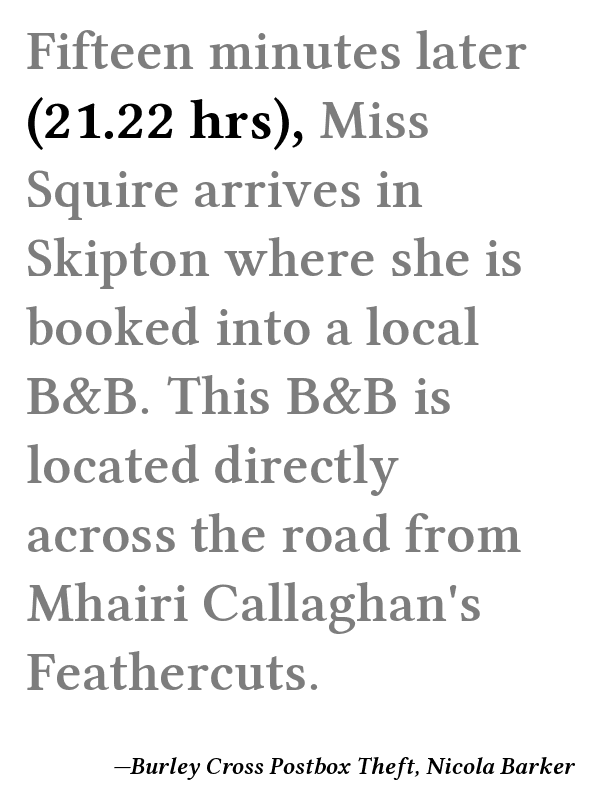 Fifteen minutes later
(21.22 hrs), Miss
Squire arrives in
Skipton where she is
booked into a local
B&B. This B&B is
located directly
across the road from
Mhairi Callaghan's
Feathercuts.
—Burley Cross Postbox Theft, Nicola Barker